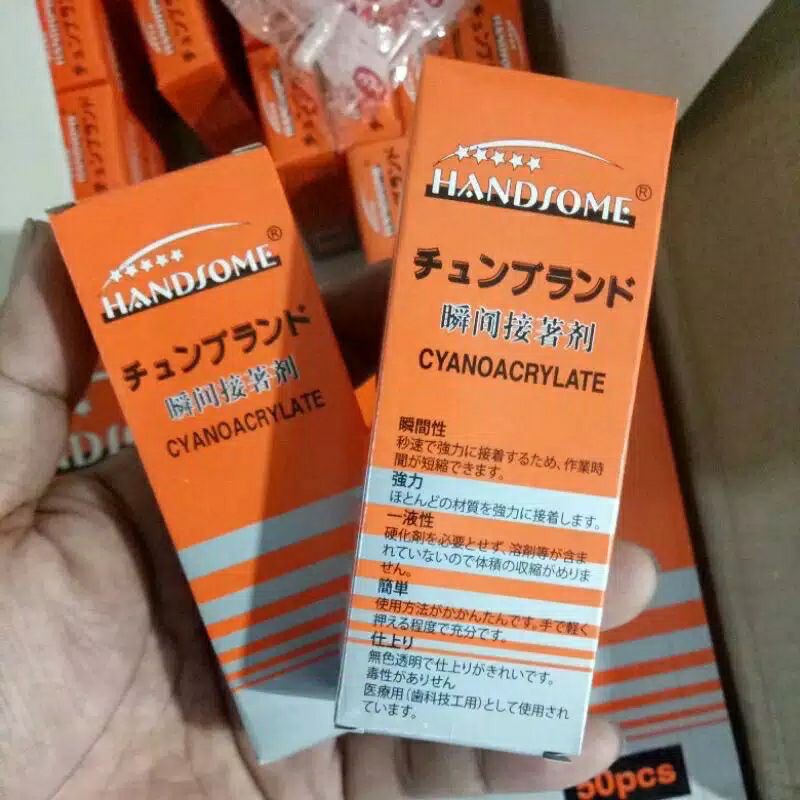 HANDSOME®
チュンブランド
瞬间接著剂
CYANOACRYLATE
HANDSOME®
チュンブランド
瞬间接著剂
CYANOACRYLATE
瞬間性
秒速で強力に接着するため、作業時
間が短縮できます。
強力
ほとんどの材質を強力に接着します。
一液性
硬化剤を必要とせず、溶剤等が含ま
れていないので体積の収縮がめりま
せん。
簡単
使用方法がかかんたんです。手で軽く
押える程度で充分です。
仕上り
無色透明で仕上りがきれいです。
毒性がありせん
医療用(歯科技工用)として使用され
ています。
50pcs